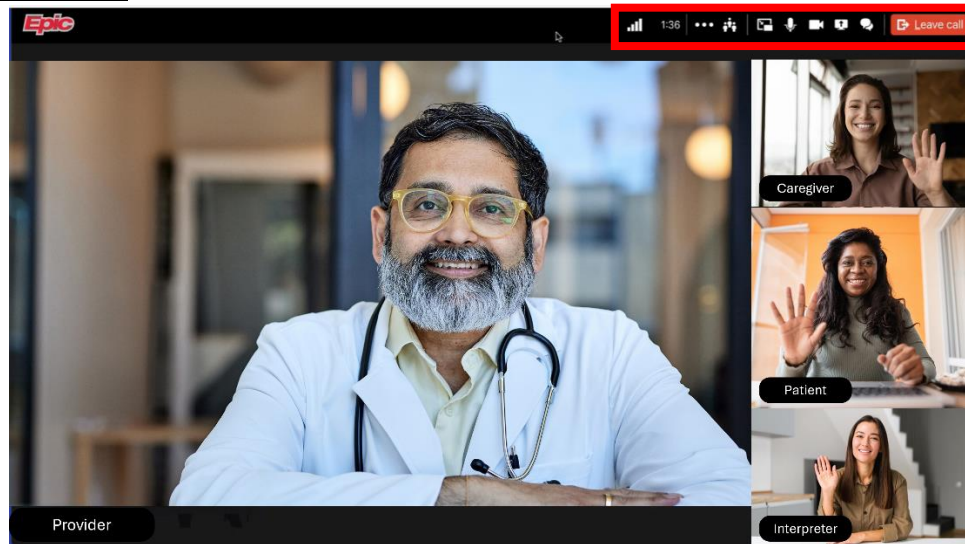 Epic
1:36
Leave call
Caregiver
Patient
Provider
Interpreter